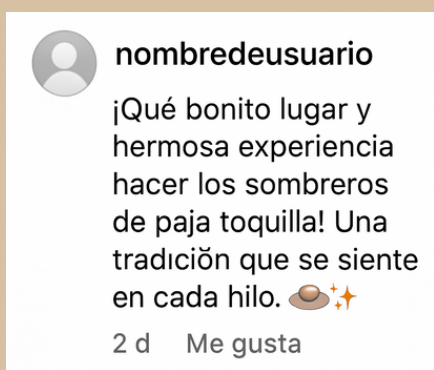 nombredeusuario
¡Qué bonito lugar y
hermosa experiencia
hacer los sombreros
de paja toquilla! Una
tradıciŏn que se siente
en cada hilo. 👒✨
2 d Me gusta